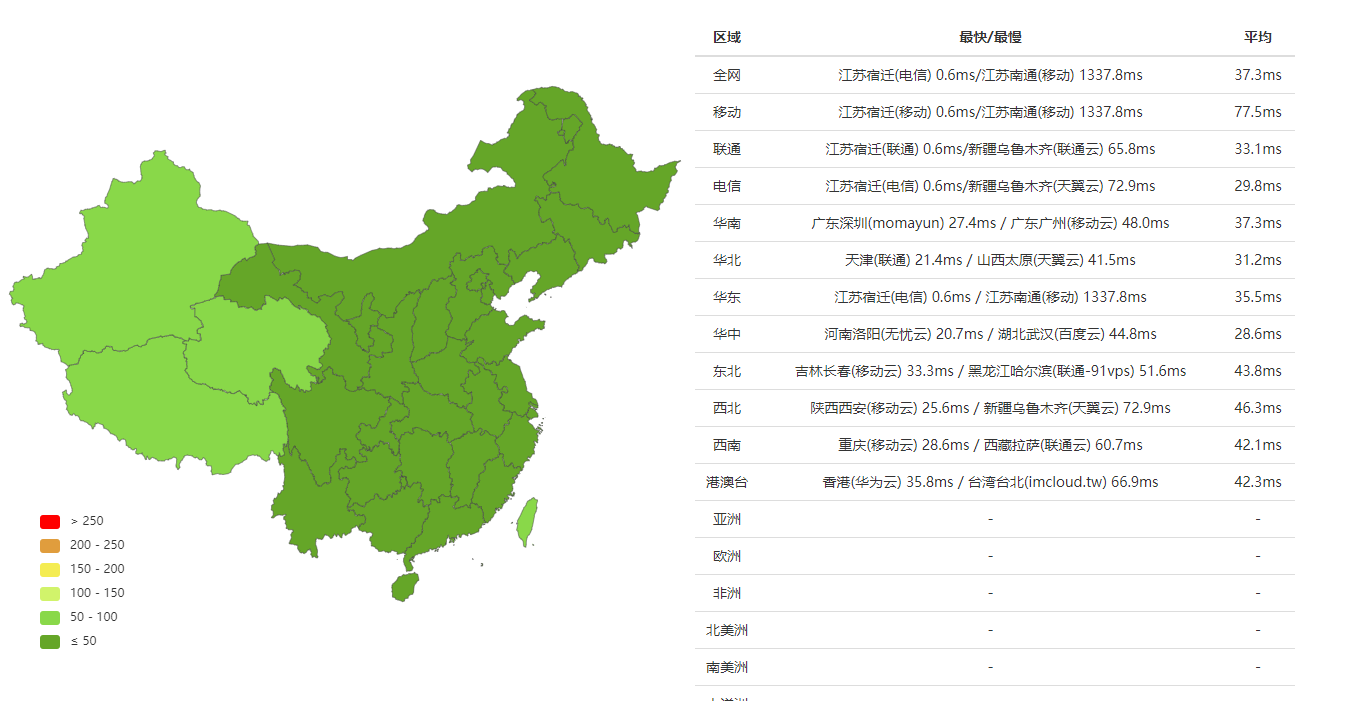 区域 最快/最慢 平均
全网 江苏宿迁(电信) 0.6ms/江苏南通(移动) 1337.8ms 37.3ms
移动 江苏宿迁(移动) 0.6ms/江苏南通(移动) 1337.8ms 77.5ms
联通 江苏宿迁(联通) 0.6ms/新疆乌鲁木齐(联通云) 65.8ms 33.1ms
电信 江苏宿迁(电信) 0.6ms/新疆乌鲁木齐(天翼云) 72.9ms 29.8ms
华南 广东深圳(momayun) 27.4ms / 广东广州(移动云) 48.0ms 37.3ms
华北 天津(联通) 21.4ms / 山西太原(天翼云) 41.5ms 31.2ms
华东 江苏宿迁(电信) 0.6ms / 江苏南通(移动) 1337.8ms 35.5ms
华中 河南洛阳(无忧云) 20.7ms / 湖北武汉(百度云) 44.8ms 28.6ms
东北 吉林长春(移动云) 33.3ms / 黑龙江哈尔滨(联通-91vps) 51.6ms 43.8ms
西北 陕西西安(移动云) 25.6ms / 新疆乌鲁木齐(天翼云) 72.9ms 46.3ms
西南 重庆(移动云) 28.6ms / 西藏拉萨(联通云) 60.7ms 42.1ms
港澳台 香港(华为云) 35.8ms / 台湾台北(imcloud.tw) 66.9ms 42.3ms
亚洲 - -
欧洲 - -
非洲 - -
北美洲 - -
南美洲 - -
> 250
200 - 250
150 - 200
100 - 150
50 - 100
≤ 50